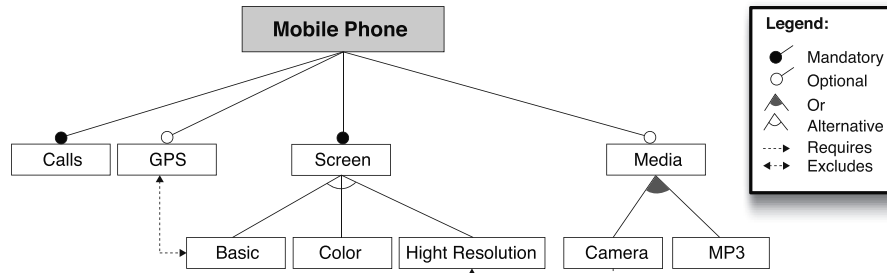 Mobile Phone
Legend:
Mandatory
Optional
Or
Alternative
Requires
Excludes
Calls
GPS
Screen
Media
Basic
Color
Hight Resolution
Camera
MP3